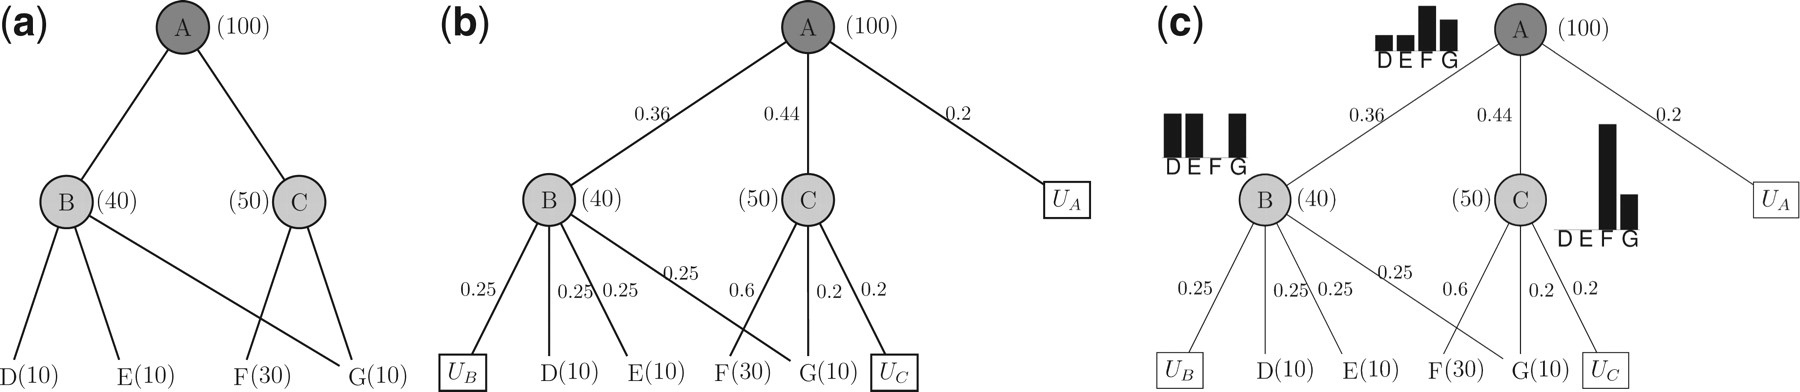 (a)
A (100)
B (40)
(50) C
D(10) E(10) F(30) G(10)
(b)
A (100)
0.36 0.44 0.2
B (40)
(50) C
U_A
0.25 0.25 0.25 0.25 0.6 0.2 0.2
U_B D(10) E(10) F(30) G(10) U_C
(c)
D E F G
A (100)
0.36 0.44 0.2
D E F G
B (40)
(50) C
D E F G
U_A
0.25 0.25 0.25 0.25 0.6 0.2 0.2
U_B D(10) E(10) F(30) G(10) U_C